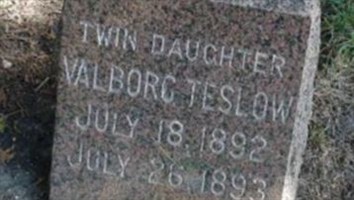 TWIN DAUGHTER
VALBORG TESLOW
JULY 18, 1892
JULY 26, 1893